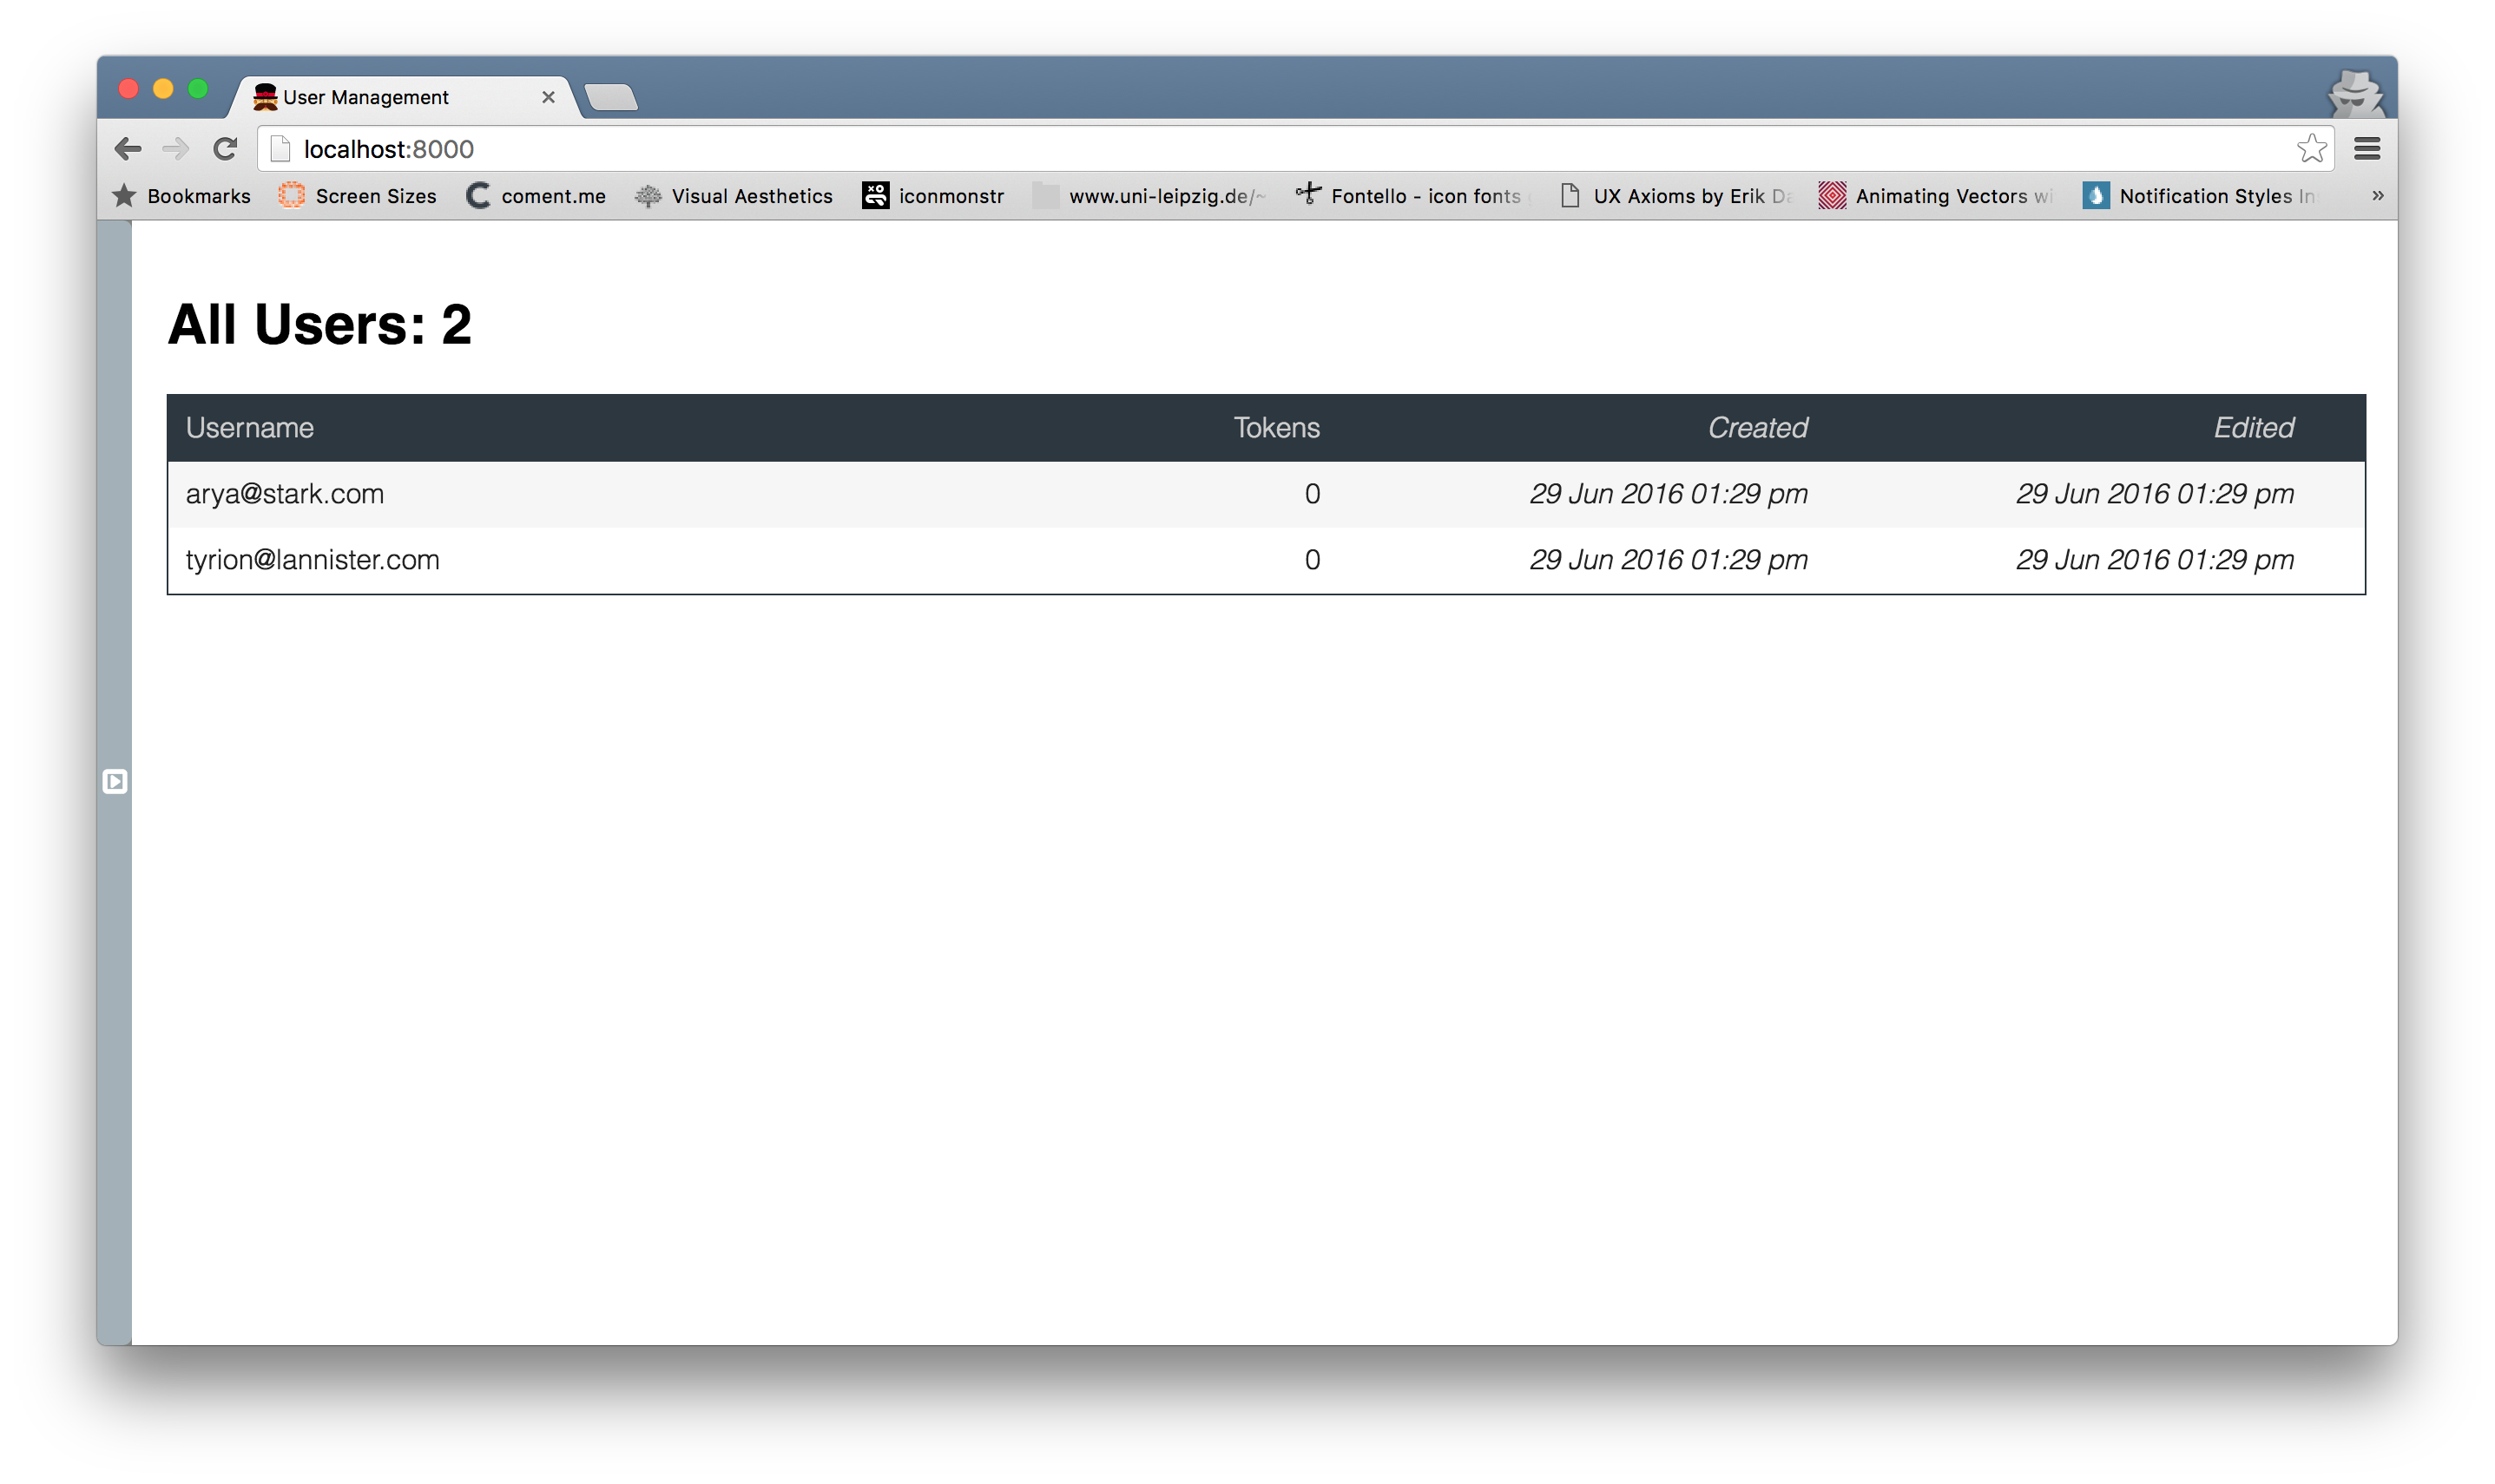 User Management
localhost:8000
Bookmarks Screen Sizes coment.me Visual Aesthetics iconmonstr www.uni-leipzig.de/~ Fontello - icon fonts UX Axioms by Erik Animating Vectors Notification Styles »
All Users: 2
Username Tokens Created Edited
arya@stark.com 0 29 Jun 2016 01:29 pm 29 Jun 2016 01:29 pm
tyrion@lannister.com 0 29 Jun 2016 01:29 pm 29 Jun 2016 01:29 pm